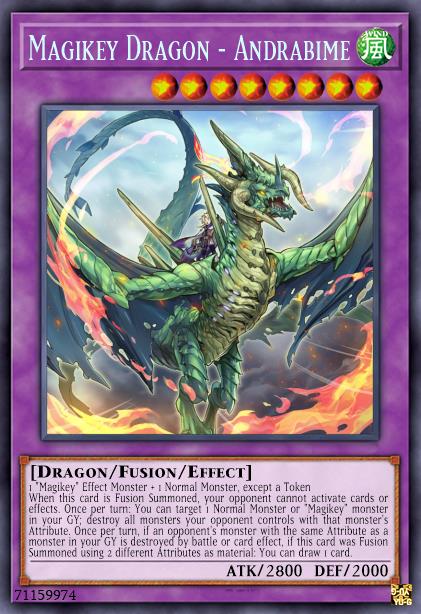 MAGIKEY DRAGON - ANDRABIME
WIND
風
[DRAGON/FUSION/EFFECT]
1 "Magikey" Effect Monster + 1 Normal Monster, except a Token
When this card is Fusion Summoned, your opponent cannot activate cards or
effects. Once per turn: You can target 1 Normal Monster or "Magikey" monster
in your GY; destroy all monsters your opponent controls with that monster's
Attribute. Once per turn, if an opponent's monster with the same Attribute as a
monster in your GY is destroyed by battle or card effect, if this card was Fusion
Summoned using 2 different Attributes as material: You can draw 1 card.
ATK/2800 DEF/2000
71159974